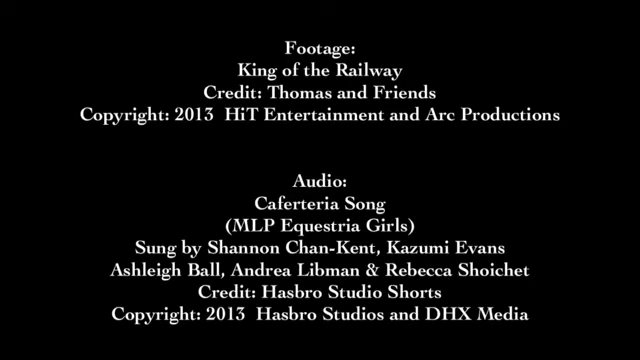 Footage:
King of the Railway
Credit: Thomas and Friends
Copyright: 2013  HiT Entertainment and Arc Productions
Audio:
Caferteria Song
(MLP Equestria Girls)
Sung by Shannon Chan-Kent, Kazumi Evans
Ashleigh Ball, Andrea Libman & Rebecca Shoichet
Credit: Hasbro Studio Shorts
Copyright: 2013  Hasbro Studios and DHX Media